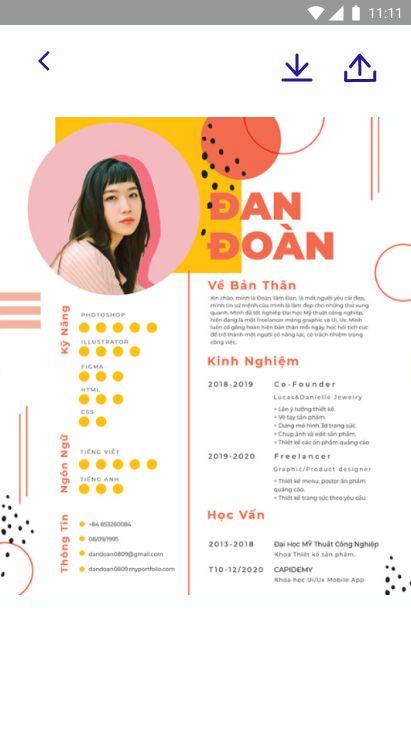 11:11
ĐAN
ĐOÀN
Về Bản Thân
Xin chào, mình là Đoàn Tâm Đan, là một người yêu cái đẹp,
mình tin sứ mệnh của mình là làm đẹp cho những thứ xung
quanh. Mình đã tốt nghiệp Đại học Mỹ thuật công nghiệp,
hiện đang là một freelancer mảng graphic và Ui, Ux. Mình
luôn cố gắng hoàn hiện bản thân mỗi ngày, học hỏi tích cực
để trở thành một người có năng lực, có trách nhiệm trong
công việc.
Kỹ Năng
PHOTOSHOP
ILLUSTRATOR
FIGMA
HTML
CSS
Ngôn Ngữ
TIẾNG VIỆT
TIẾNG ANH
Thông Tin
+84 853260084
08/09/1995
dandoan0809@gmail.com
dandoan0809.myportfolio.com
Kinh Nghiệm
2018-2019 Co-Founder
Lucas&Danielle Jewelry
+ Lên ý tưởng thiết kế.
+ Vẽ tay sản phẩm.
+ Dựng mô hình 3d trang sức.
+ Chụp ảnh và edit sản phẩm.
+ Thiết kế các ấn phẩm quảng cáo
2019-2020 Freelancer
Graphic/Product designer
+ Thiết kế menu, poster ấn phẩm
quảng cáo.
+ Thiết kế trang sức theo yêu cầu.
Học Vấn
2013-2018 Đại Học MỸ Thuật Công Nghiệp
Khoa Thiết kế sản phẩm.
T10-12/2020 CAPIDEMY
Khóa học Ui/Ux Mobile App